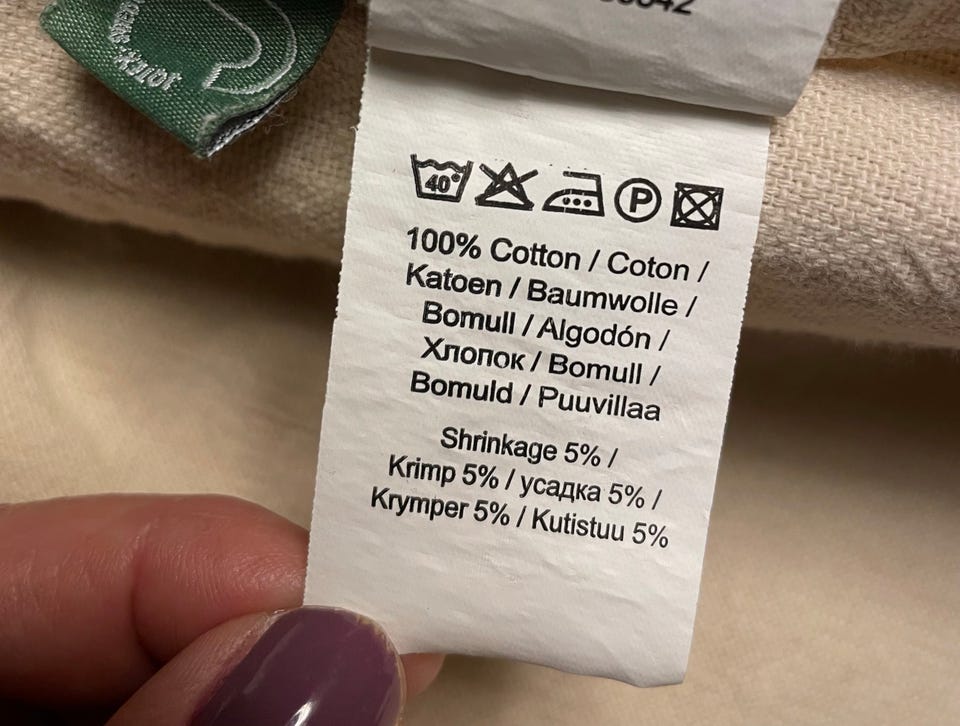 40°
P
100% Cotton / Coton /
Katoen / Baumwolle /
Bomull / Algodón /
Хлопок / Bomull /
Bomuld / Puuvillaa
Shrinkage 5% /
Krimp 5% / усадка 5% /
Krymper 5% / Kutistuu 5%